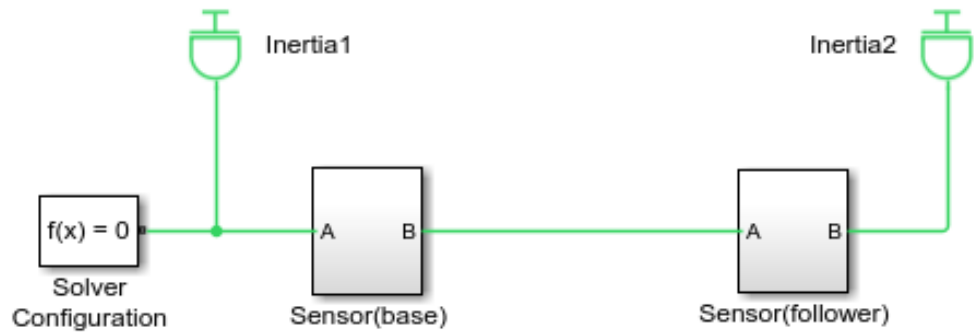 Inertia1
Inertia2
f(x) = 0
A
B
A
B
Solver
Configuration
Sensor(base)
Sensor(follower)